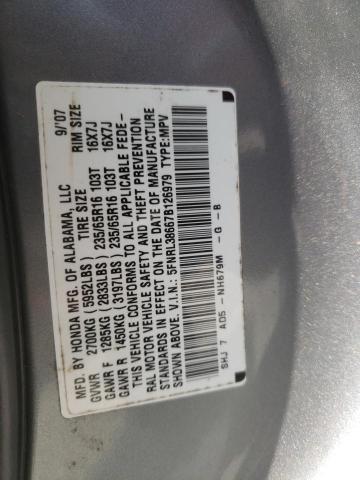 MFD. BY HONDA MFG. OF ALABAMA, LLC 9/'07
GVWR 2700KG (5952LBS) TIRE SIZE RIM SIZE
GAWR F 1285KG (2833LBS) 235/65R16 103T 16X7J
GAWR R 1450KG (3197LBS) 235/65R16 103T 16X7J
THIS VEHICLE CONFORMS TO ALL APPLICABLE FEDE-
RAL MOTOR VEHICLE SAFETY AND THEFT PREVENTION
STANDARDS IN EFFECT ON THE DATE OF MANUFACTURE
SHOWN ABOVE. V.I.N.: 5FNRL38667B126979 TYPE: MPV
SHJ 7 AD5 - NH679M - G - B